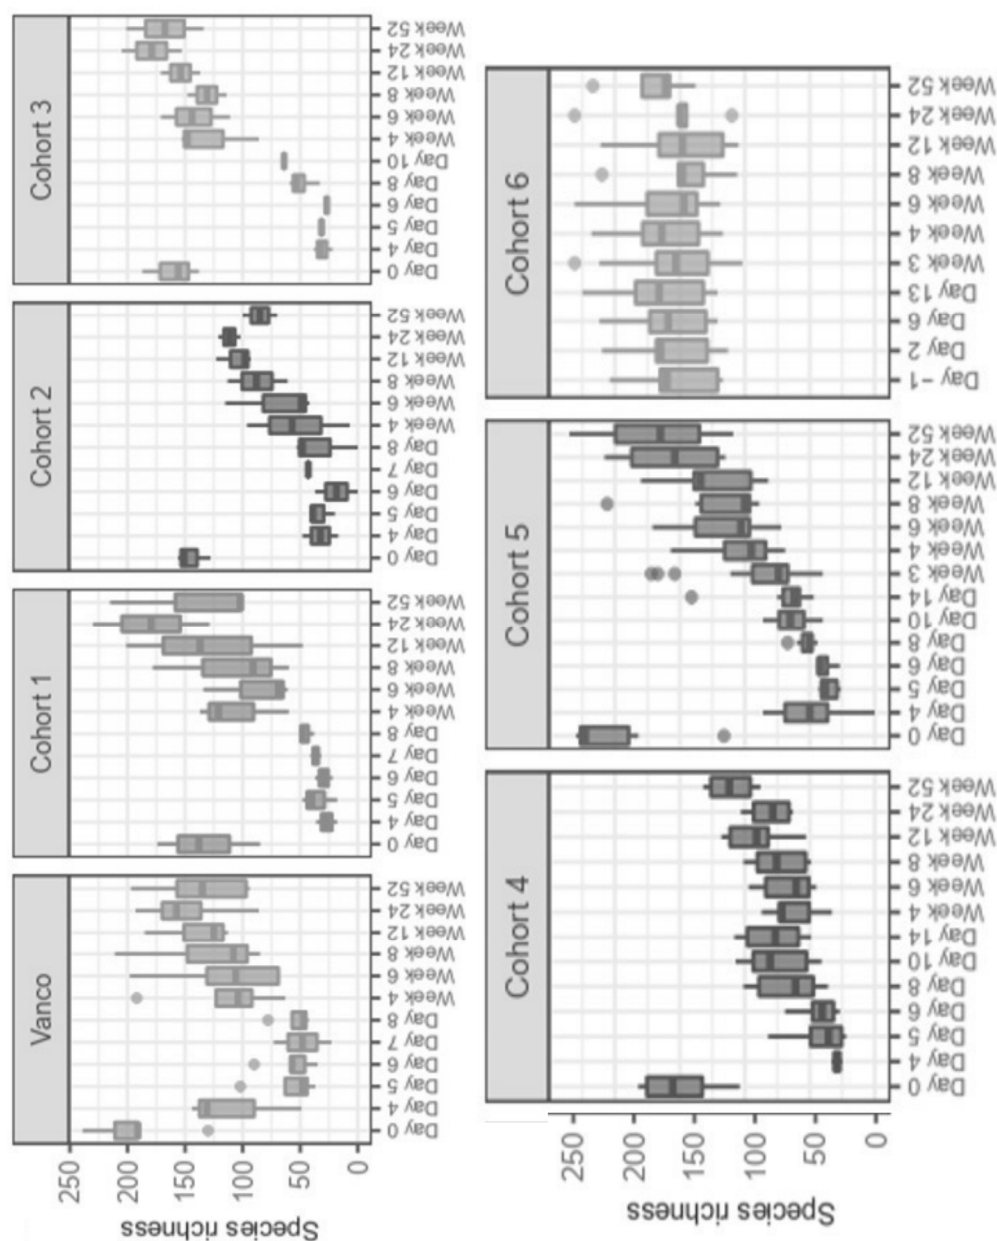 Vanco
Cohort 1
Cohort 2
Cohort 3
Species richness
250
200
150
100
50
0
Day 0
Day 4
Day 5
Day 6
Day 7
Day 8
Week 4
Week 6
Week 8
Week 12
Week 24
Week 52
Day 0
Day 4
Day 5
Day 6
Day 7
Day 8
Week 4
Week 6
Week 8
Week 12
Week 24
Week 52
Day 0
Day 4
Day 5
Day 6
Day 7
Day 8
Week 4
Week 6
Week 8
Week 12
Week 24
Week 52
Day 0
Day 4
Day 5
Day 6
Day 8
Day 10
Week 4
Week 6
Week 8
Week 12
Week 24
Week 52
Cohort 4
Cohort 5
Cohort 6
Species richness
250
200
150
100
50
0
Day 0
Day 4
Day 5
Day 6
Day 8
Day 10
Day 14
Week 4
Week 6
Week 8
Week 12
Week 24
Week 52
Day 0
Day 4
Day 5
Day 6
Day 8
Day 10
Day 14
Week 3
Week 4
Week 6
Week 8
Week 12
Week 24
Week 52
Day −1
Day 2
Day 6
Day 13
Week 3
Week 4
Week 6
Week 8
Week 12
Week 24
Week 52